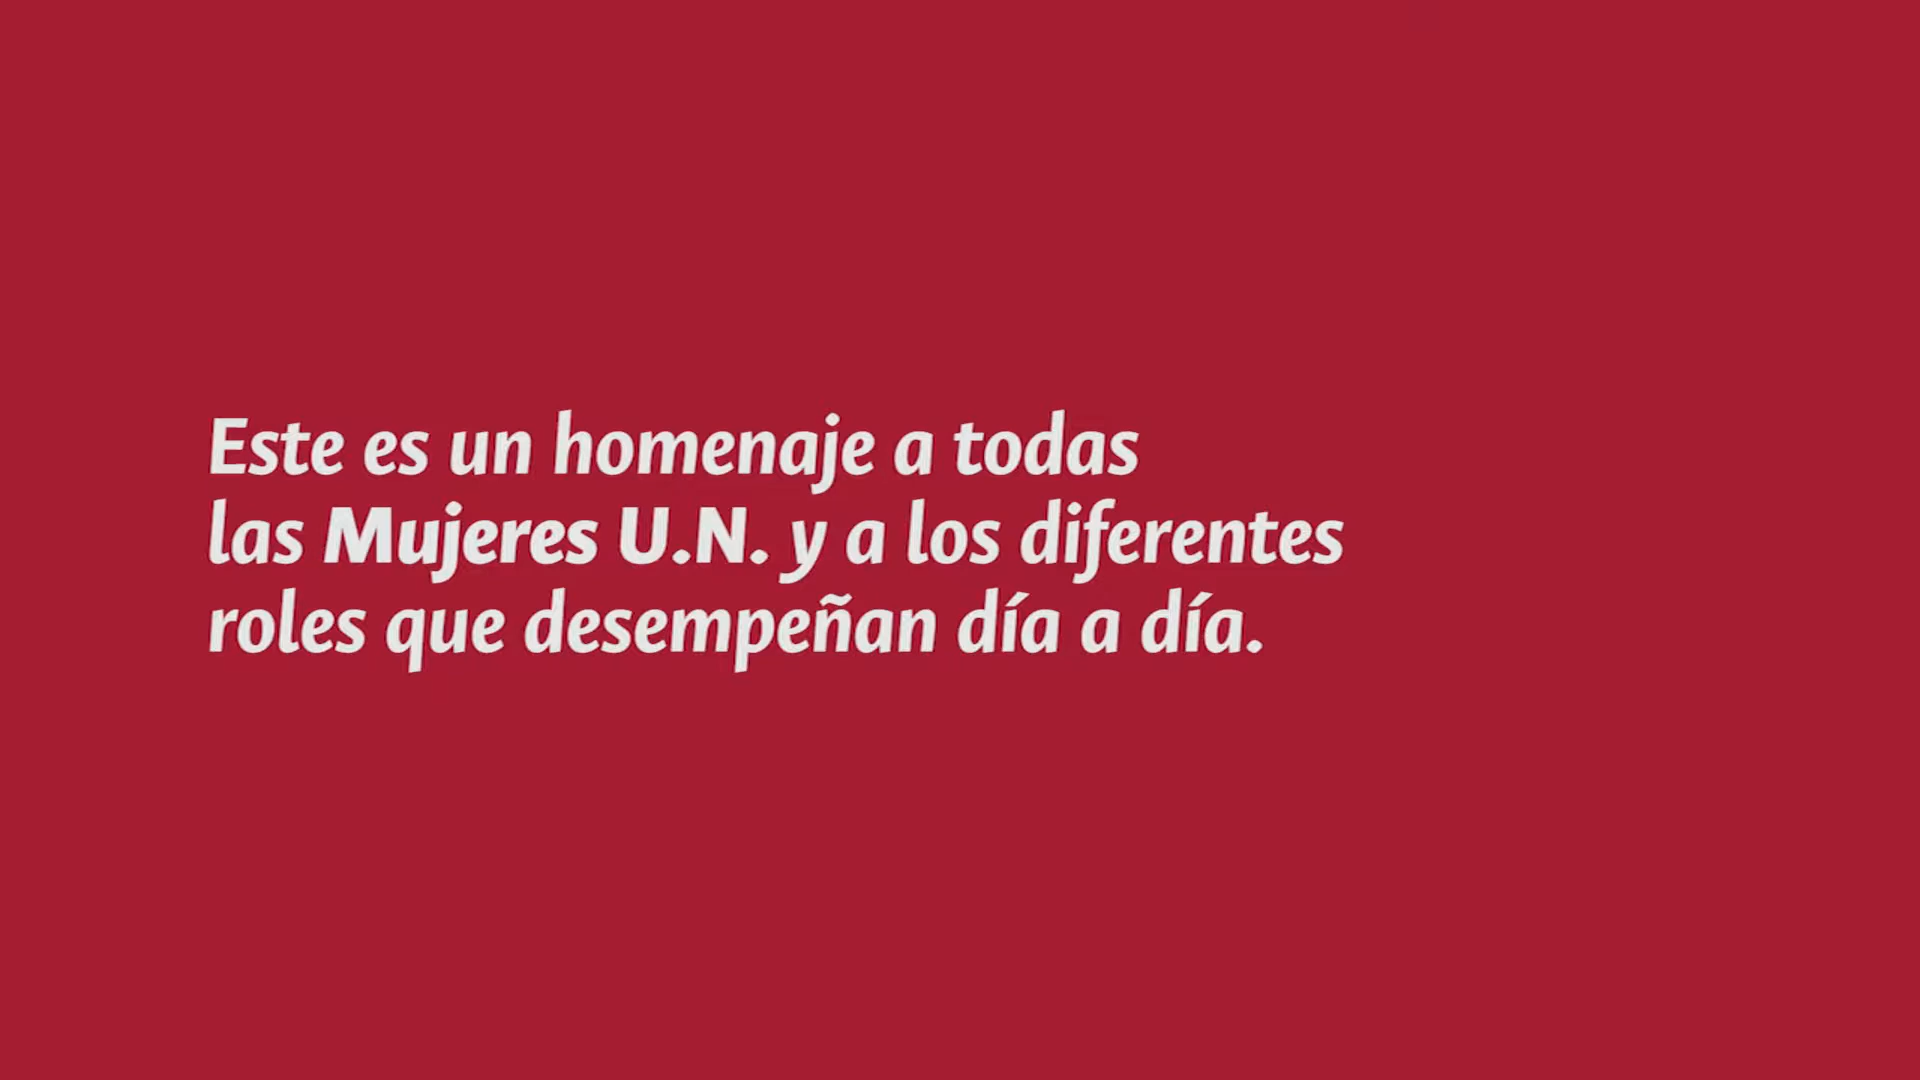 Este es un homenaje a todas
las Mujeres U.N. y a los diferentes
roles que desempeñan día a día.